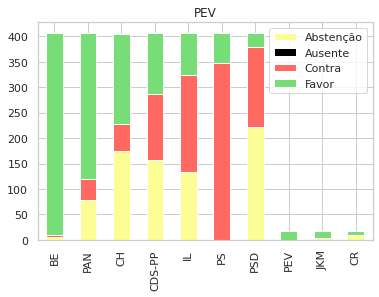 PEV
400
350
300
250
200
150
100
50
0
Abstenção
Ausente
Contra
Favor
BE
PAN
CH
CDS-PP
IL
PS
PSD
PEV
JKM
CR